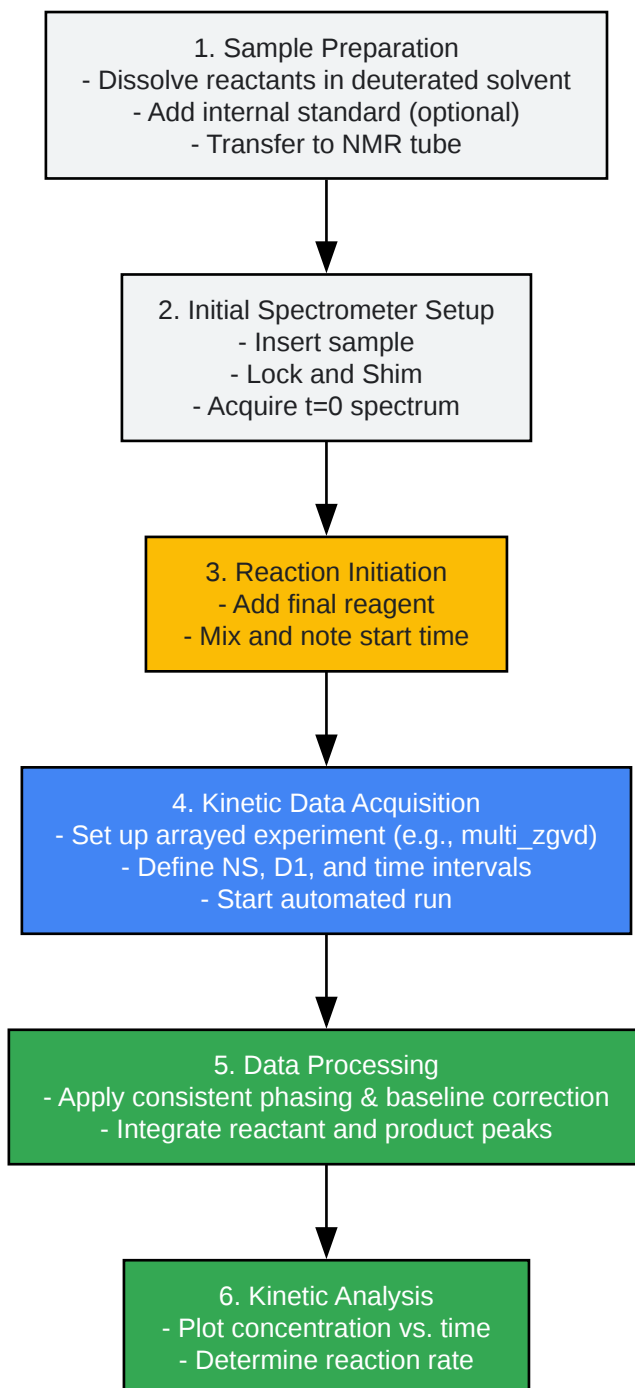 1. Sample Preparation
- Dissolve reactants in deuterated solvent
- Add internal standard (optional)
- Transfer to NMR tube
2. Initial Spectrometer Setup
- Insert sample
- Lock and Shim
- Acquire t=0 spectrum
3. Reaction Initiation
- Add final reagent
- Mix and note start time
4. Kinetic Data Acquisition
- Set up arrayed experiment (e.g., multi_zgvd)
- Define NS, D1, and time intervals
- Start automated run
5. Data Processing
- Apply consistent phasing & baseline correction
- Integrate reactant and product peaks
6. Kinetic Analysis
- Plot concentration vs. time
- Determine reaction rate